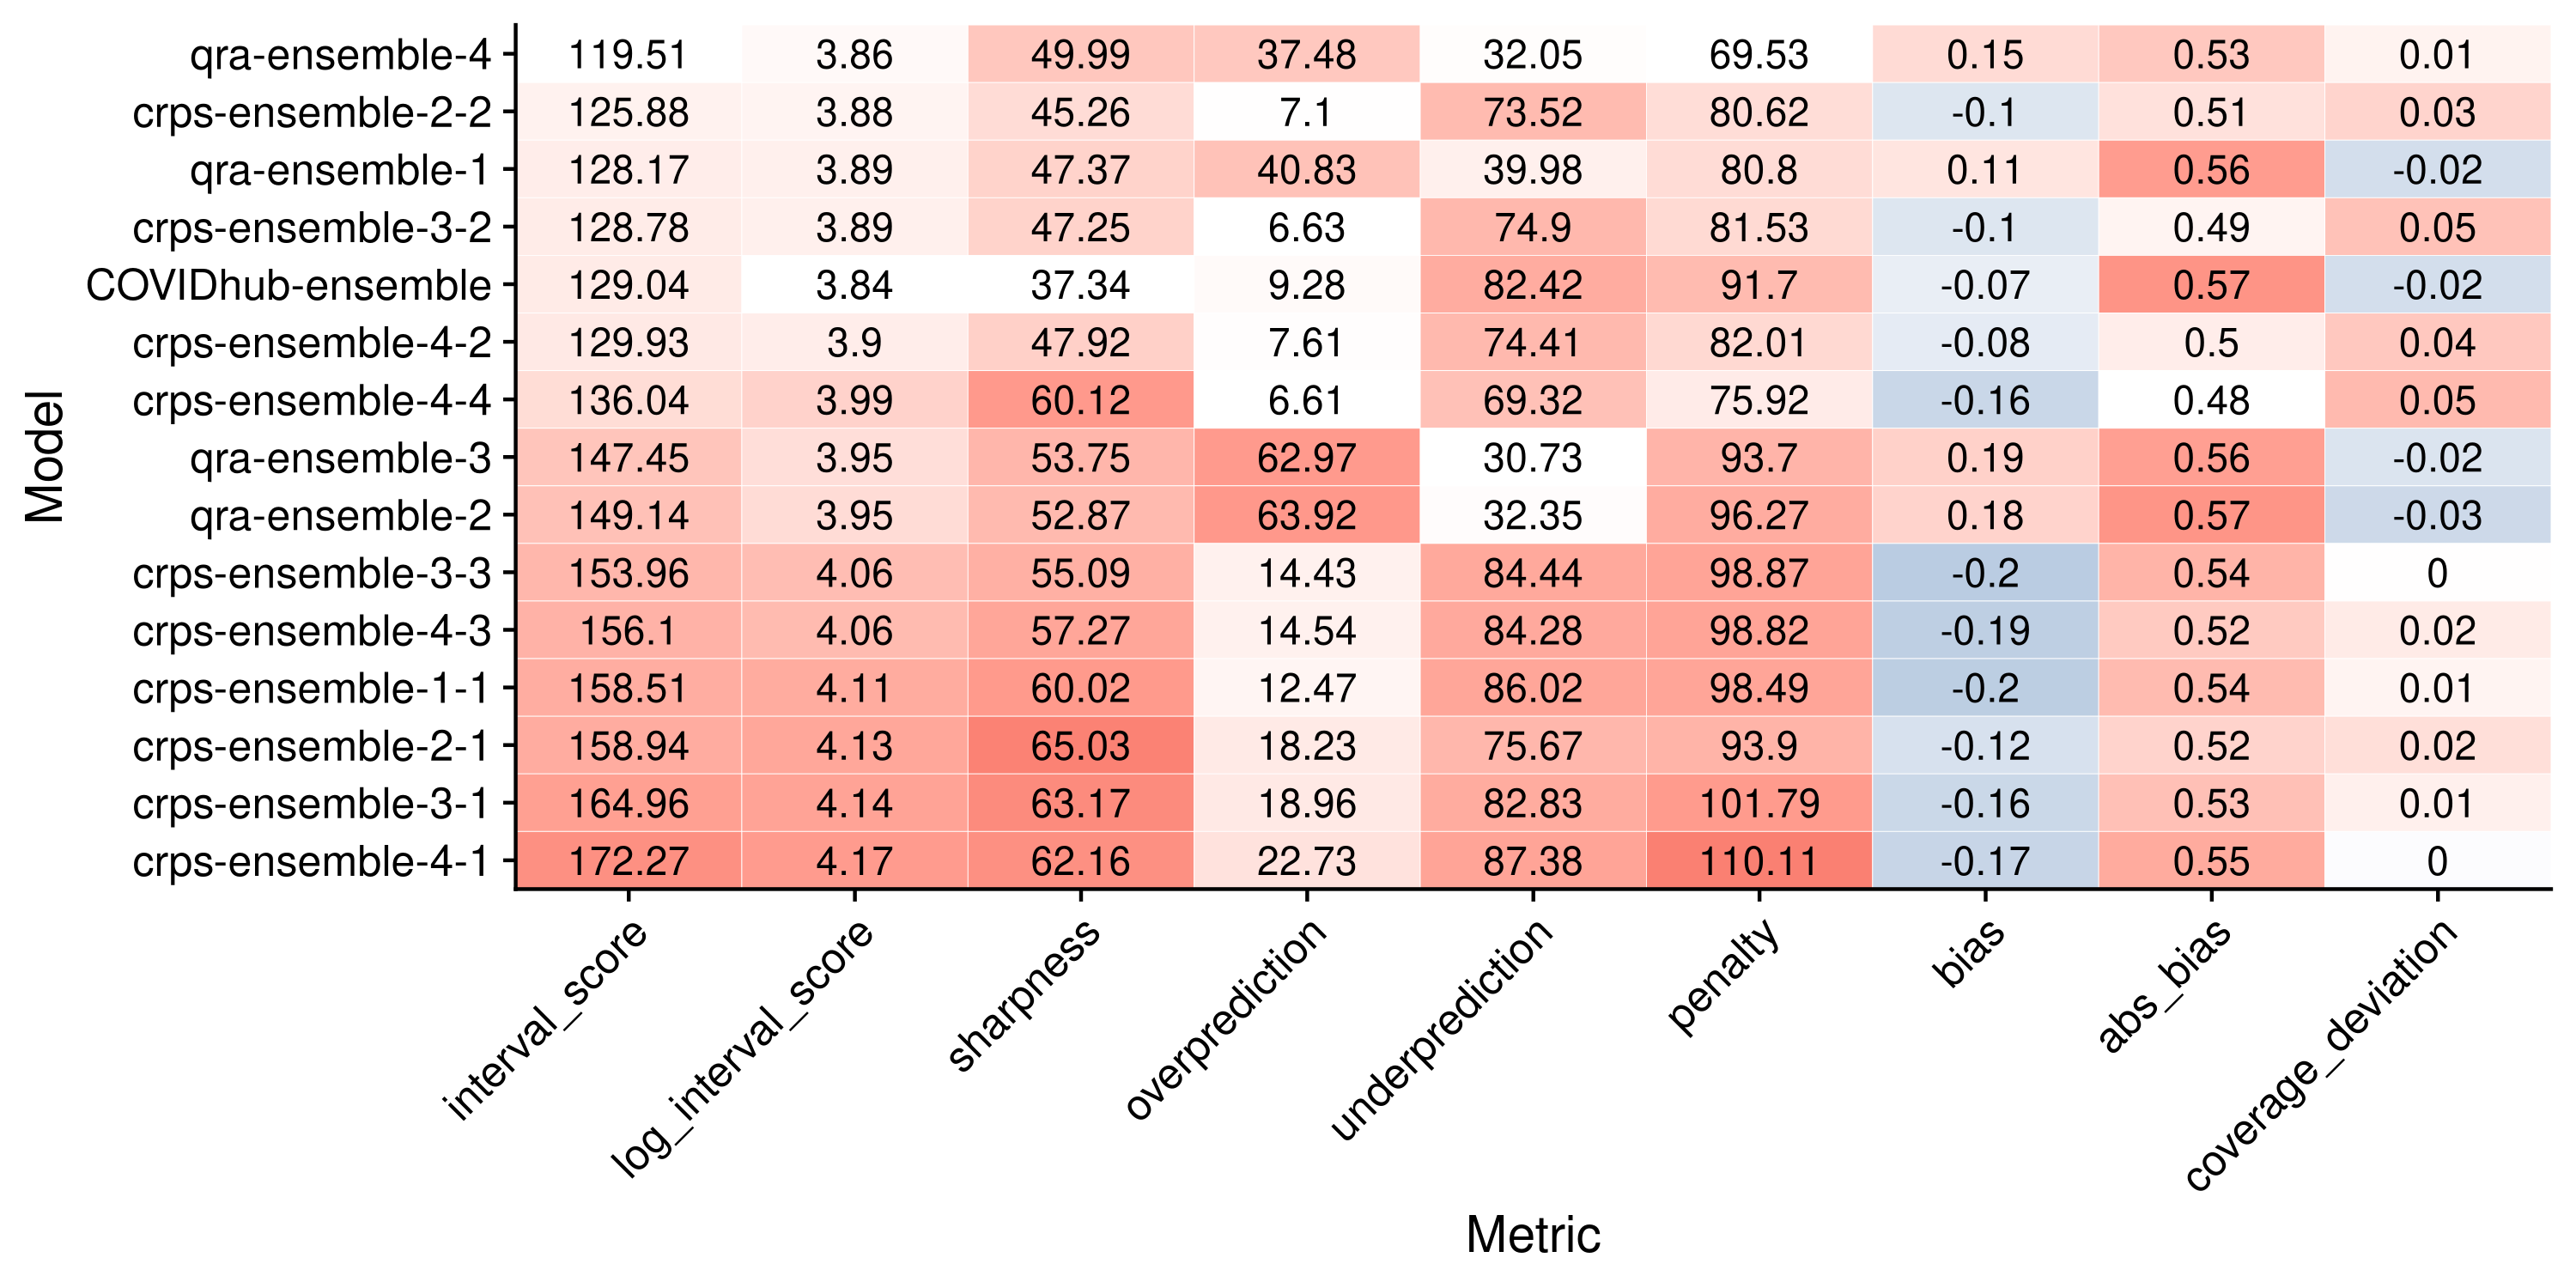 Model
qra-ensemble-4 119.51 3.86 49.99 37.48 32.05 69.53 0.15 0.53 0.01
crps-ensemble-2-2 125.88 3.88 45.26 7.1 73.52 80.62 -0.1 0.51 0.03
qra-ensemble-1 128.17 3.89 47.37 40.83 39.98 80.8 0.11 0.56 -0.02
crps-ensemble-3-2 128.78 3.89 47.25 6.63 74.9 81.53 -0.1 0.49 0.05
COVIDhub-ensemble 129.04 3.84 37.34 9.28 82.42 91.7 -0.07 0.57 -0.02
crps-ensemble-4-2 129.93 3.9 47.92 7.61 74.41 82.01 -0.08 0.5 0.04
crps-ensemble-4-4 136.04 3.99 60.12 6.61 69.32 75.92 -0.16 0.48 0.05
qra-ensemble-3 147.45 3.95 53.75 62.97 30.73 93.7 0.19 0.56 -0.02
qra-ensemble-2 149.14 3.95 52.87 63.92 32.35 96.27 0.18 0.57 -0.03
crps-ensemble-3-3 153.96 4.06 55.09 14.43 84.44 98.87 -0.2 0.54 0
crps-ensemble-4-3 156.1 4.06 57.27 14.54 84.28 98.82 -0.19 0.52 0.02
crps-ensemble-1-1 158.51 4.11 60.02 12.47 86.02 98.49 -0.2 0.54 0.01
crps-ensemble-2-1 158.94 4.13 65.03 18.23 75.67 93.9 -0.12 0.52 0.02
crps-ensemble-3-1 164.96 4.14 63.17 18.96 82.83 101.79 -0.16 0.53 0.01
crps-ensemble-4-1 172.27 4.17 62.16 22.73 87.38 110.11 -0.17 0.55 0
interval_score log_interval_score sharpness overprediction underprediction penalty bias abs_bias coverage_deviation
Metric